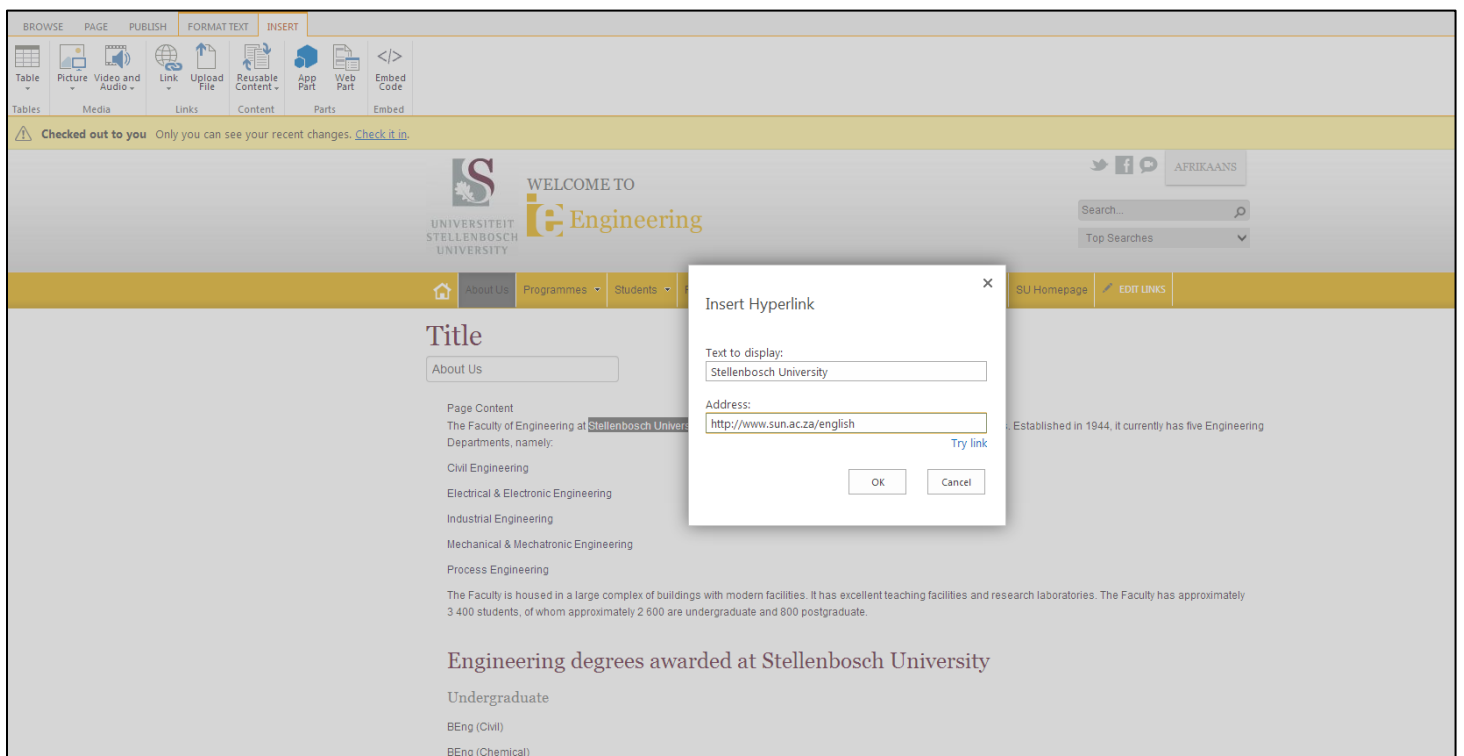 BROWSE PAGE PUBLISH FORMAT TEXT INSERT
Table Picture Video and Audio Link Upload File Reusable Content App Part Web Part </> Embed Code
Tables Media Links Content Parts Embed
Checked out to you Only you can see your recent changes. Check it in.
AFRIKAANS
WELCOME TO
ie Engineering
UNIVERSITEIT
STELLENBOSCH
UNIVERSITY
Search...
Top Searches
About Us Programmes Students SU Homepage EDIT LINKS
Insert Hyperlink
Text to display:
Stellenbosch University
Address:
http://www.sun.ac.za/english
Try link
OK Cancel
Title
About Us
Page Content
The Faculty of Engineering at Stellenbosch Univers . Established in 1944, it currently has five Engineering
Departments, namely:
Civil Engineering
Electrical & Electronic Engineering
Industrial Engineering
Mechanical & Mechatronic Engineering
Process Engineering
The Faculty is housed in a large complex of buildings with modern facilities. It has excellent teaching facilities and research laboratories. The Faculty has approximately
3 400 students, of whom approximately 2 600 are undergraduate and 800 postgraduate.
Engineering degrees awarded at Stellenbosch University
Undergraduate
BEng (Civil)
BEng (Chemical)